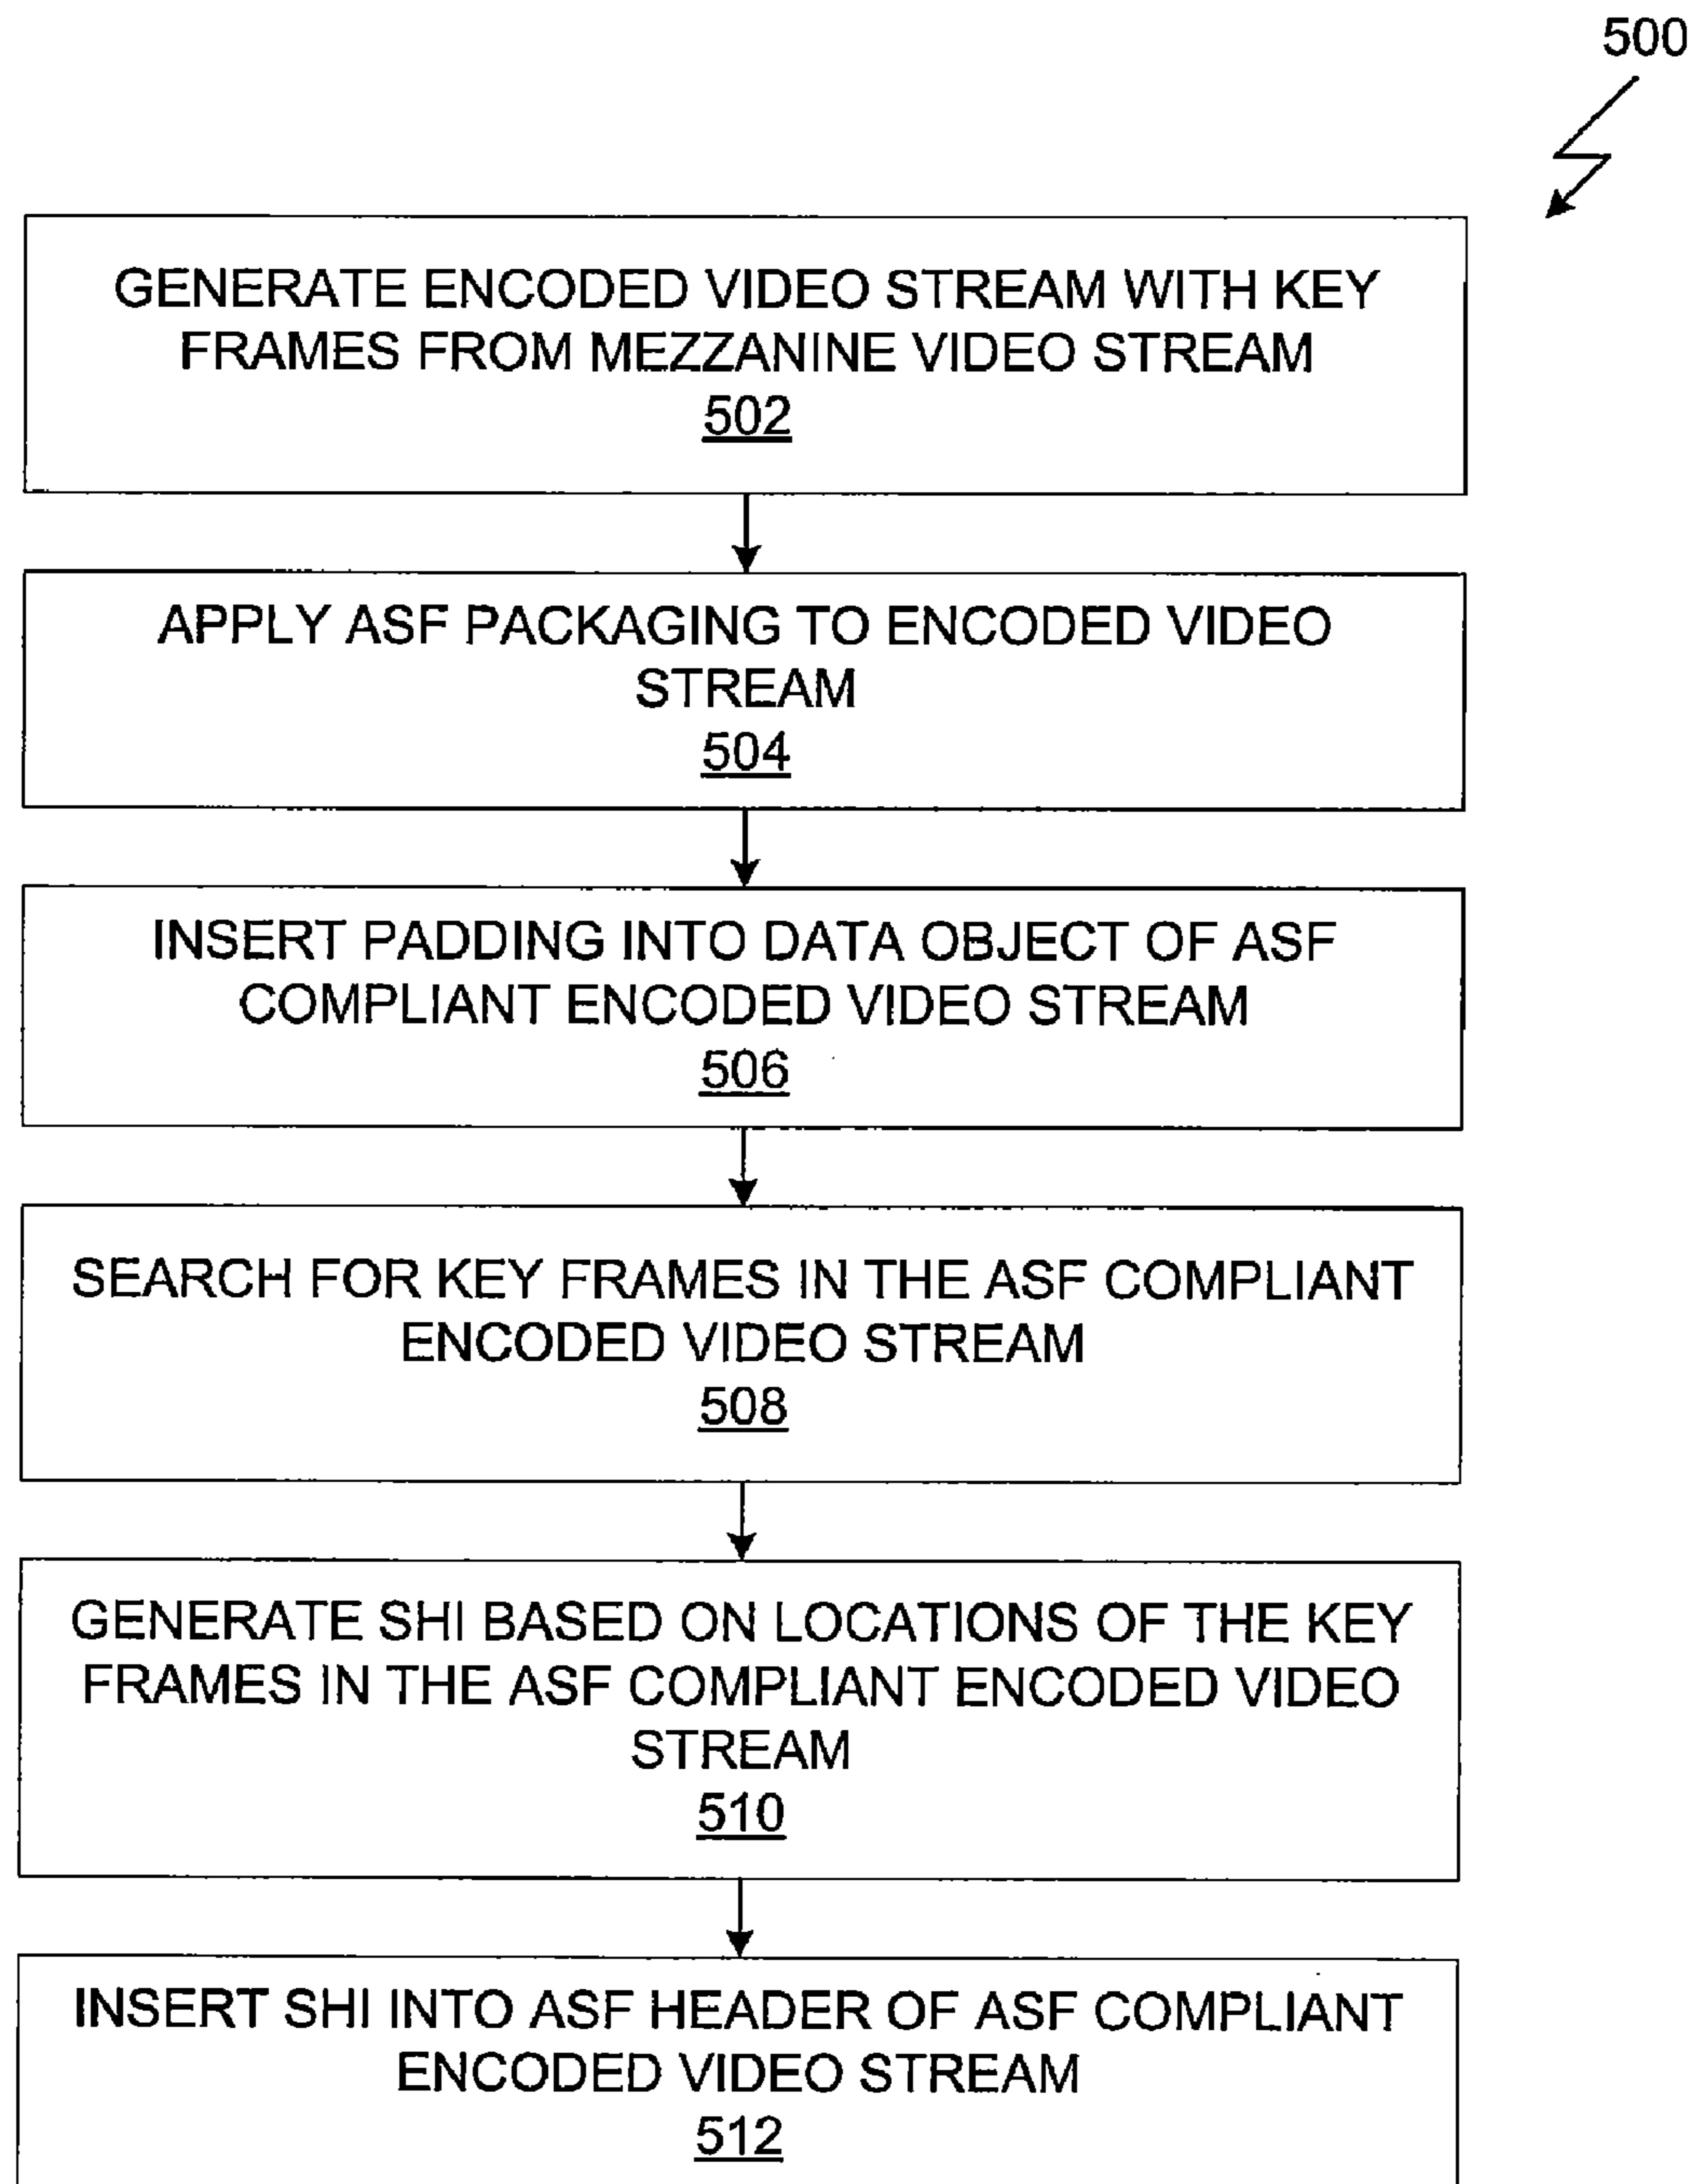 500
GENERATE ENCODED VIDEO STREAM WITH KEY
FRAMES FROM MEZZANINE VIDEO STREAM
502
APPLY ASF PACKAGING TO ENCODED VIDEO
STREAM
504
INSERT PADDING INTO DATA OBJECT OF ASF
COMPLIANT ENCODED VIDEO STREAM
506
SEARCH FOR KEY FRAMES IN THE ASF COMPLIANT
ENCODED VIDEO STREAM
508
GENERATE SHI BASED ON LOCATIONS OF THE KEY
FRAMES IN THE ASF COMPLIANT ENCODED VIDEO
STREAM
510
INSERT SHI INTO ASF HEADER OF ASF COMPLIANT
ENCODED VIDEO STREAM
512